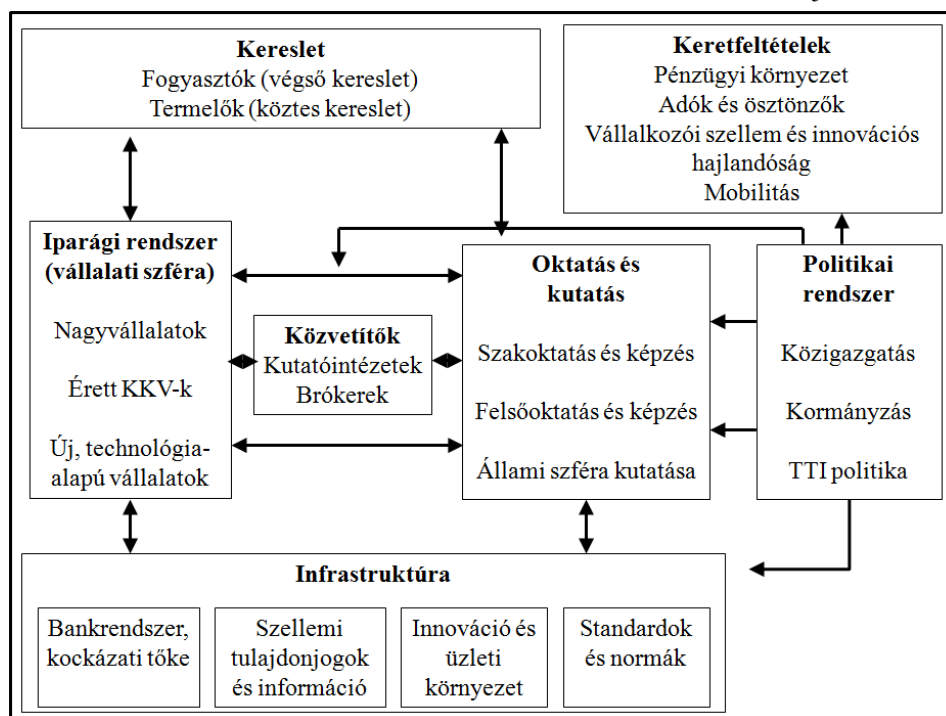 Kereslet
Fogyasztók (végső kereslet)
Termelők (köztes kereslet)
Keretfeltételek
Pénzügyi környezet
Adók és ösztönzők
Vállalkozói szellem és innovációs
hajlandóság
Mobilitás
Iparági rendszer
(vállalati szféra)
Nagyvállalatok
Érett KKV-k
Új, technológia-
alapú vállalatok
Közvetítők
Kutatóintézetek
Brókerek
Oktatás és
kutatás
Szakoktatás és képzés
Felsőoktatás és képzés
Állami szféra kutatása
Politikai
rendszer
Közigazgatás
Kormányzás
TTI politika
Infrastruktúra
Bankrendszer,
kockázati tőke
Szellemi
tulajdonjogok
és információ
Innováció és
üzleti
környezet
Standardok
és normák